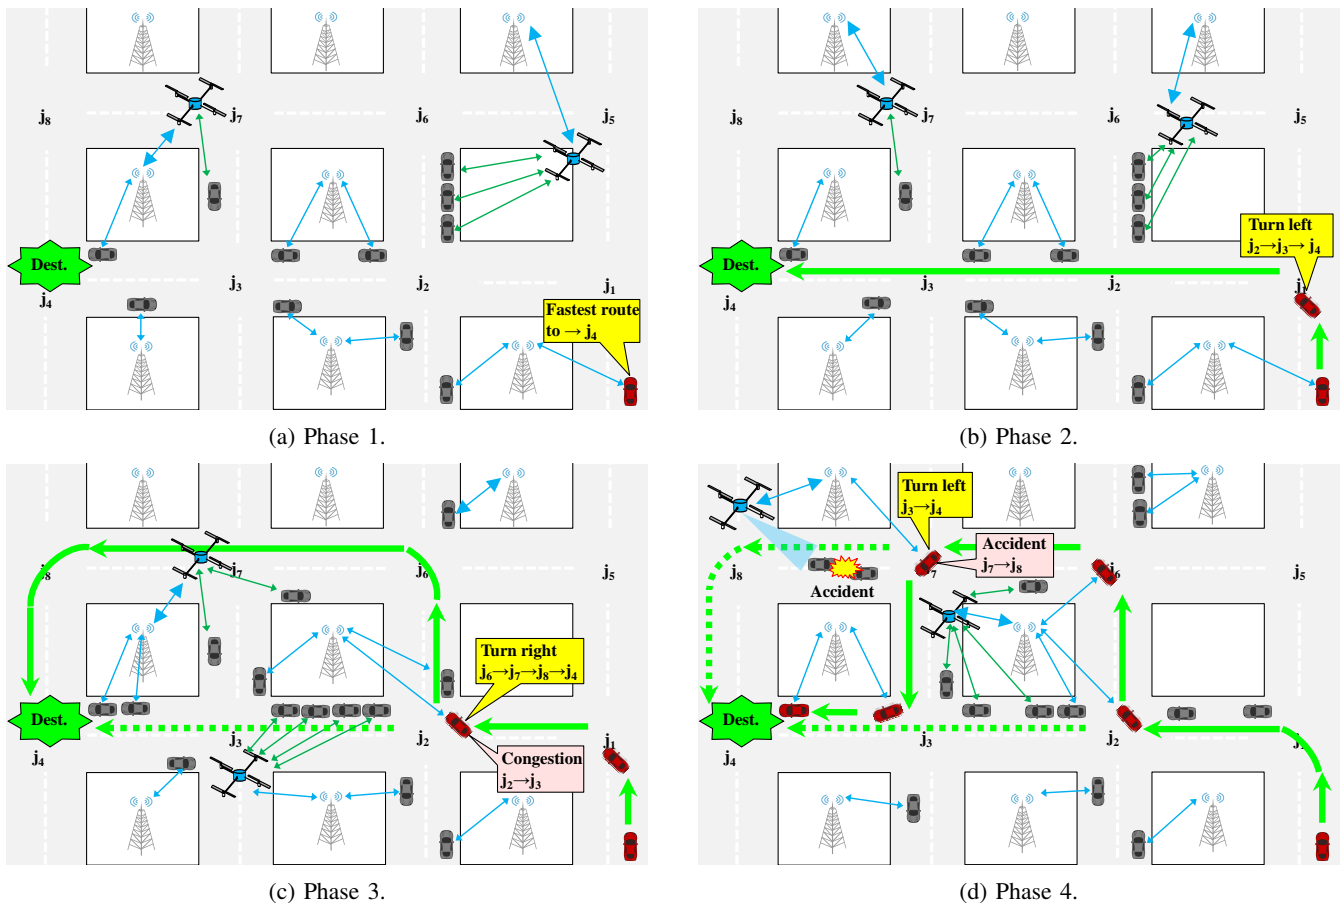 j8
j7
j6
j5
Dest.
j4
j3
j2
j1
Fastest route
to → j4
(a) Phase 1.
j8
j7
j6
j5
Turn left
j2→j3→ j4
Dest.
j4
j3
j2
j1
(b) Phase 2.
j8
j7
j6
j5
Turn right
j6→j7→j8→j4
Dest.
j4
j3
j2
j1
Congestion
j2→j3
(c) Phase 3.
Turn left
j3→j4
Accident
j7→j8
j8
j7
j6
j5
Accident
Dest.
j4
j3
j2
(d) Phase 4.